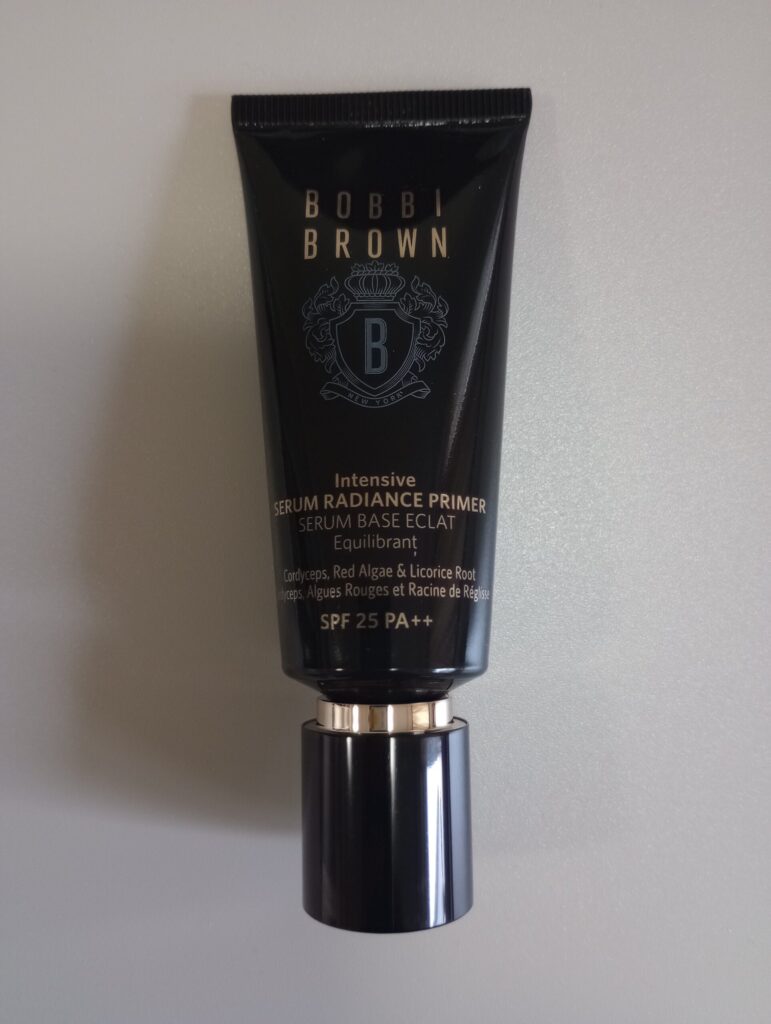 BOBBI
BROWN
B
NEW YORK
Intensive
SERUM RADIANCE PRIMER
SERUM BASE ECLAT
Equilibrant
Cordyceps, Red Algae & Licorice Root
Algues Rouges et Racine de Réglisse
SPF 25 PA++